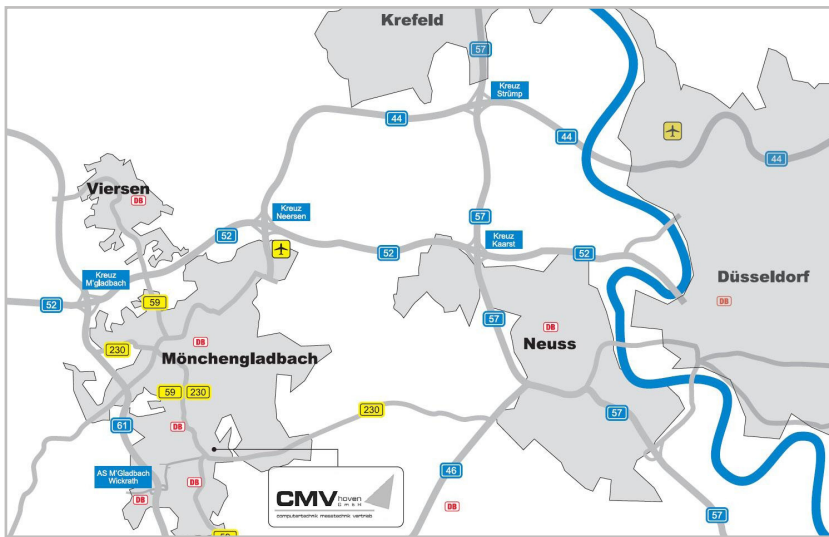 Krefeld
57
Kreuz
Strümp
44
44
44
Viersen
DB
Kreuz
Neersen
57
52
Kreuz
Kaarst
52
52
Kreuz
M'gladbach
52
59
Düsseldorf
DB
57
DB
Neuss
230
DB
Mönchengladbach
59
230
230
57
61
DB
AS M'Gladbach
Wickrath
DB
DB
46
DB
57
CMV
hoven
GmbH
computertechnik messtechnik vertrieb
59